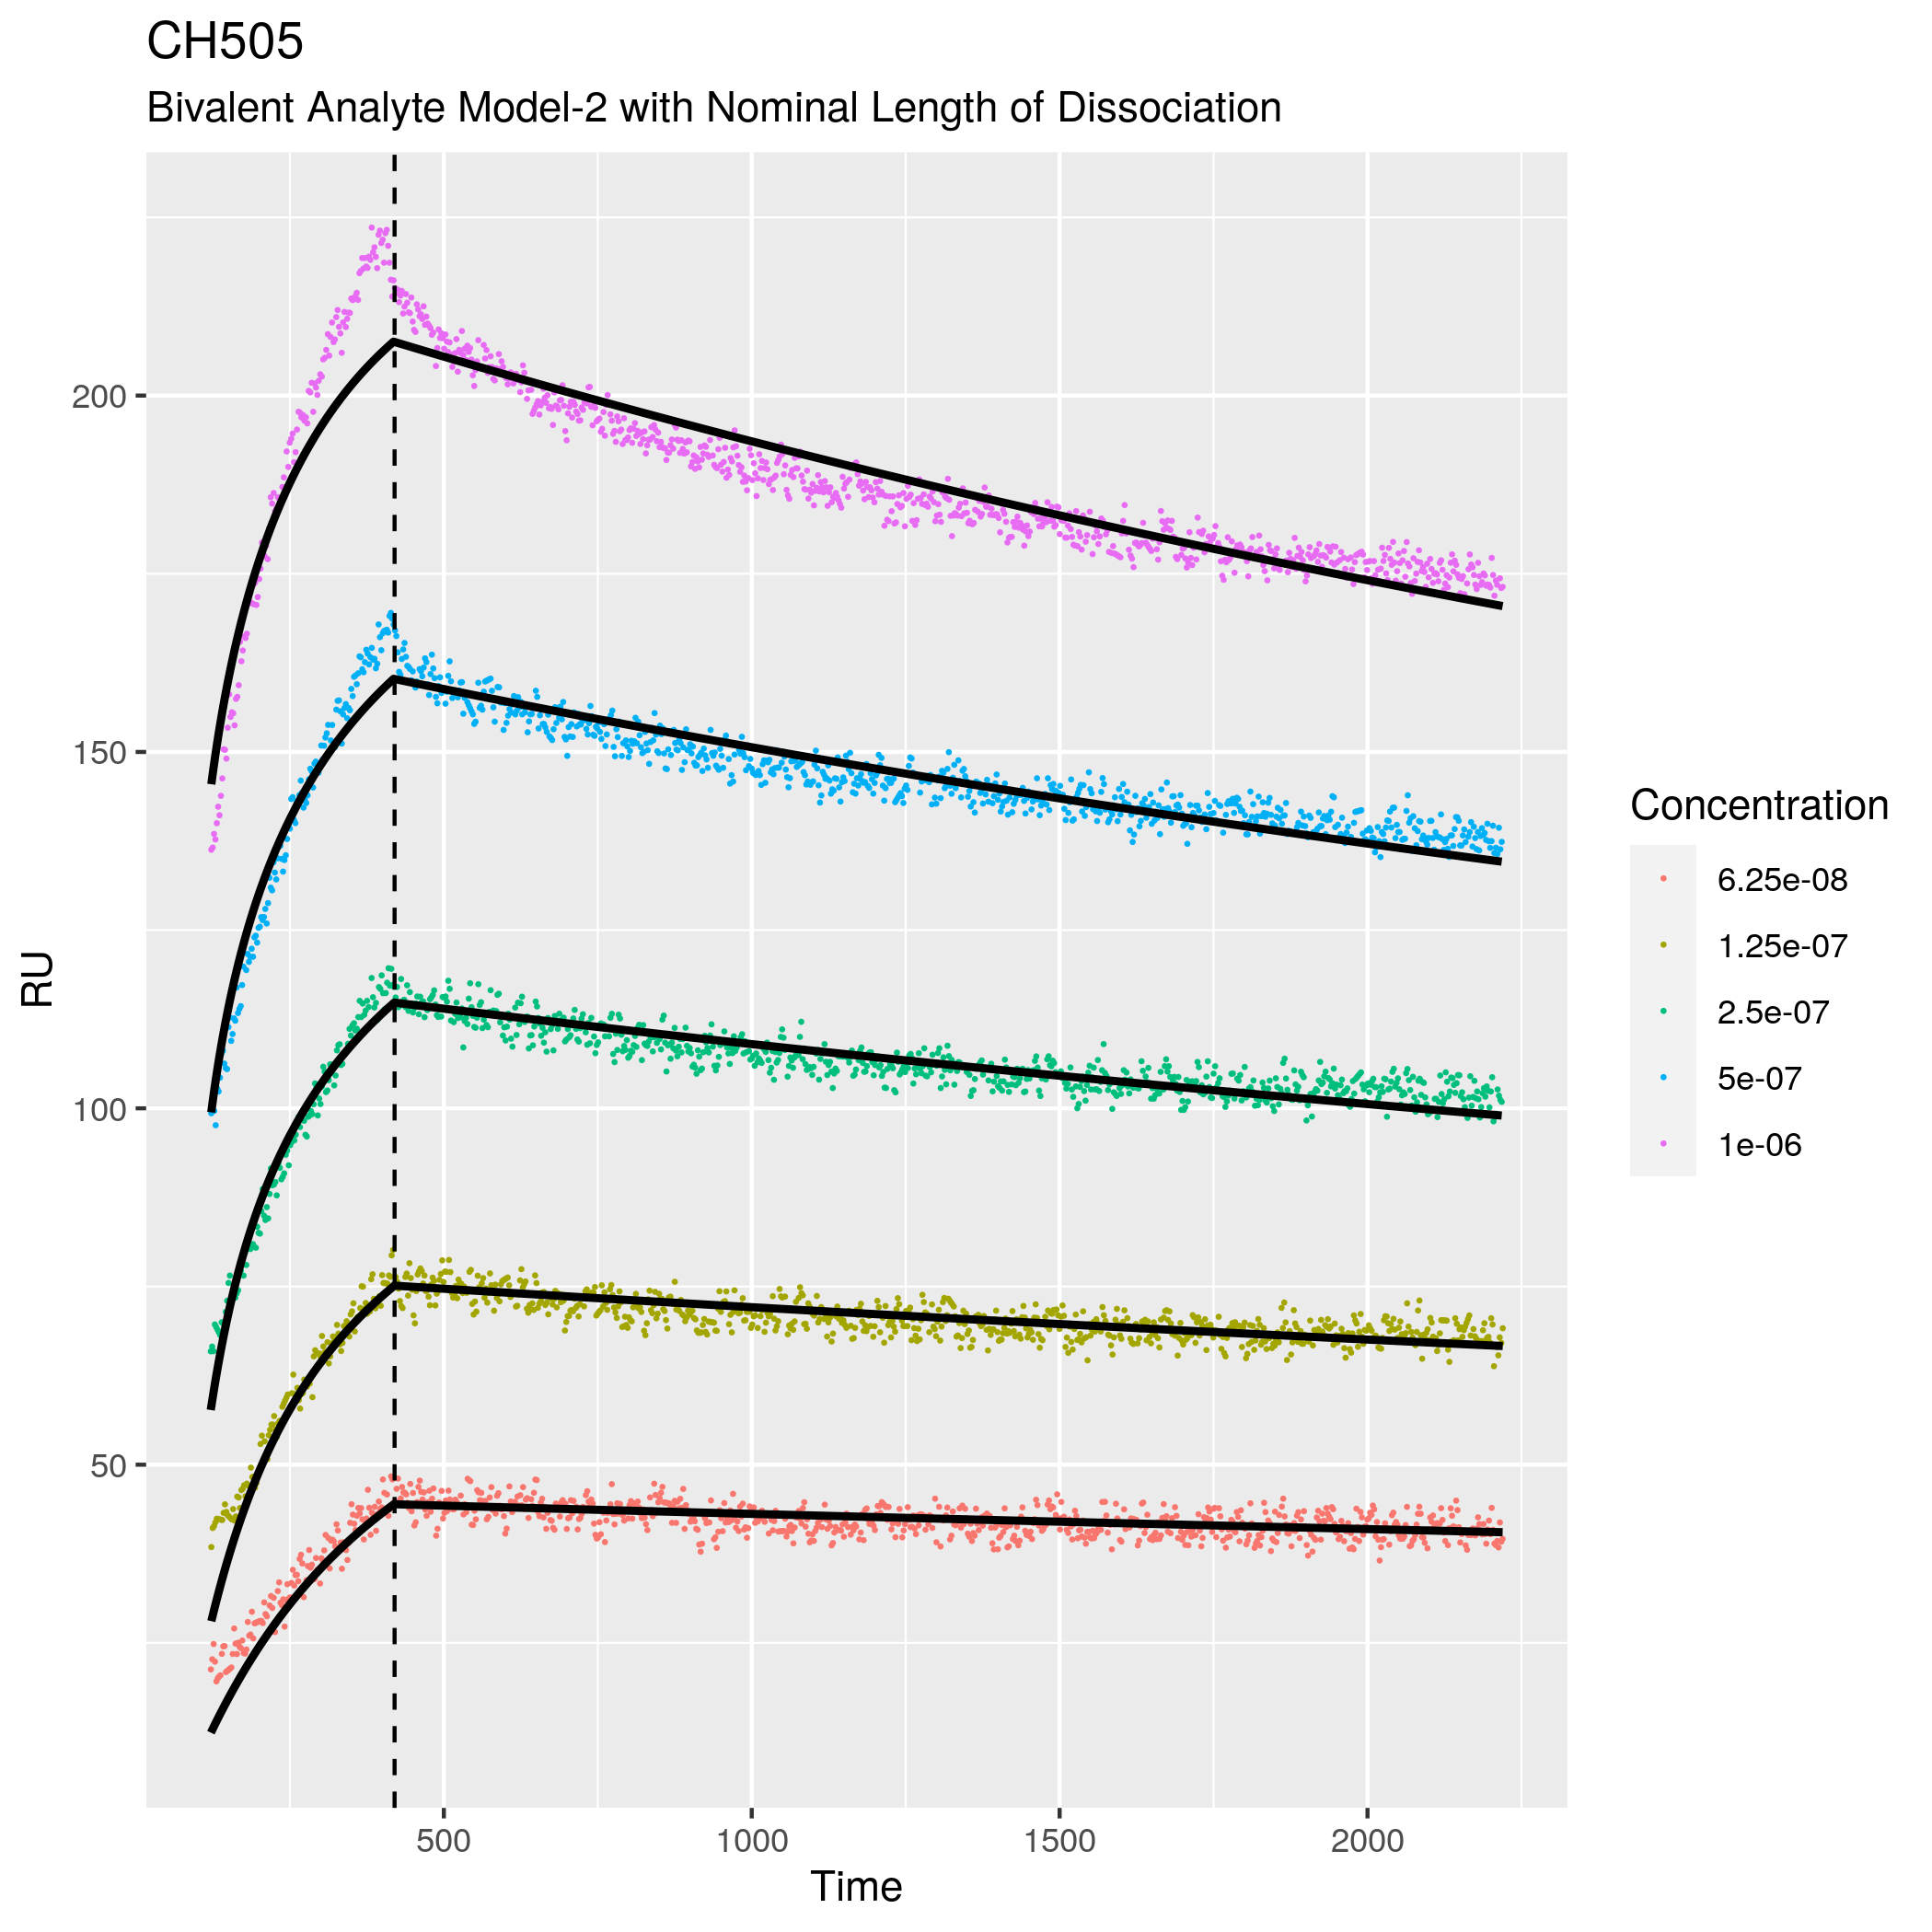 CH505
Bivalent Analyte Model-2 with Nominal Length of Dissociation
RU
200
150
100
50
500 1000 1500 2000
Time
Concentration
6.25e-08
1.25e-07
2.5e-07
5e-07
1e-06